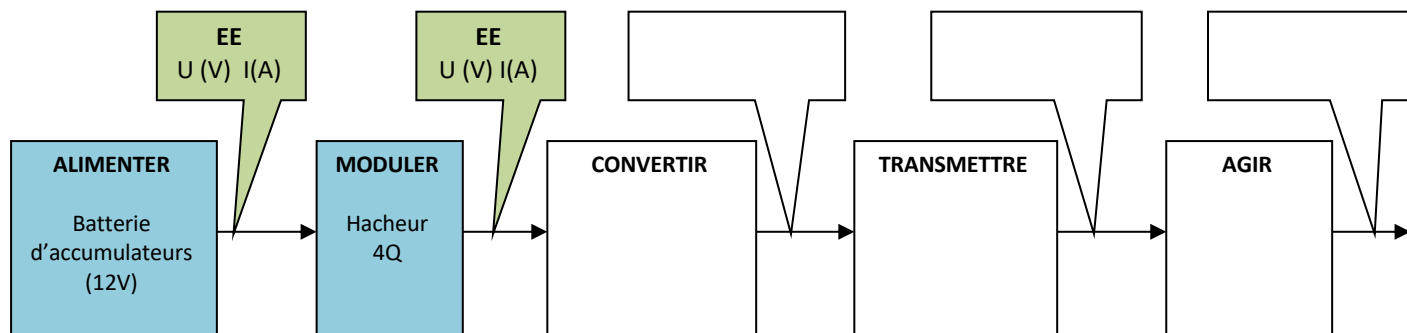 EE
U (V) I(A)
EE
U (V) I(A)
ALIMENTER
Batterie
d’accumulateurs
(12V)
MODULER
Hacheur
4Q
CONVERTIR
TRANSMETTRE
AGIR